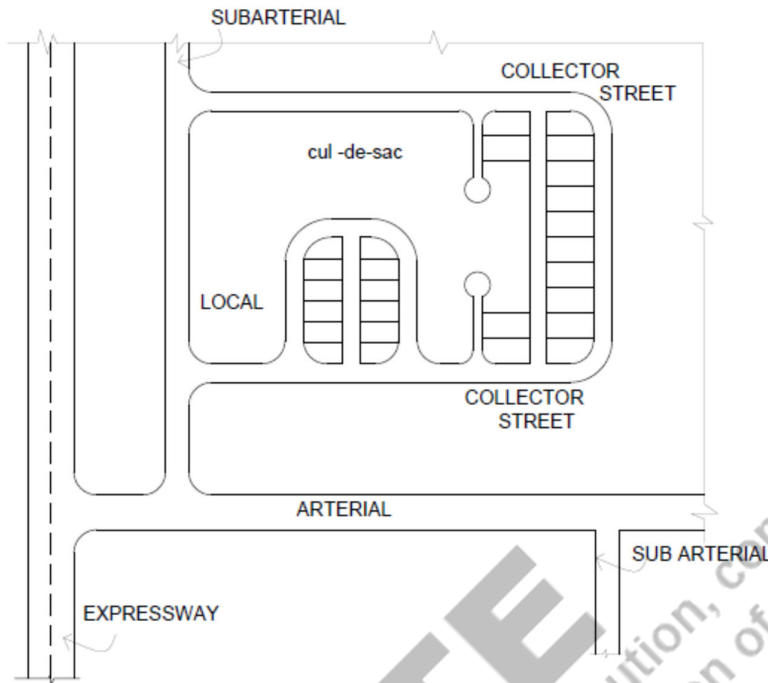 SUBARTERIAL
COLLECTOR
STREET
cul -de-sac
LOCAL
COLLECTOR
STREET
ARTERIAL
SUB ARTERIAL
EXPRESSWAY